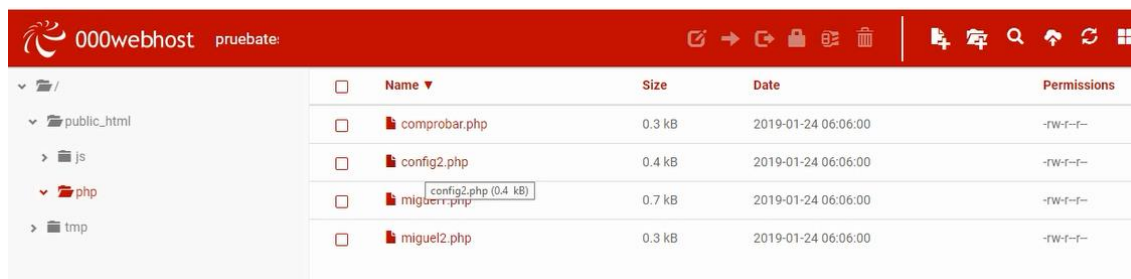 000webhost pruebate
/
public_html
js
php
tmp
Name ▼ Size Date Permissions
comprobar.php 0.3 kB 2019-01-24 06:06:00 -rw-r--r--
config2.php 0.4 kB 2019-01-24 06:06:00 -rw-r--r--
config2.php (0.4 kB)
miguel1.php 0.7 kB 2019-01-24 06:06:00 -rw-r--r--
miguel2.php 0.3 kB 2019-01-24 06:06:00 -rw-r--r--